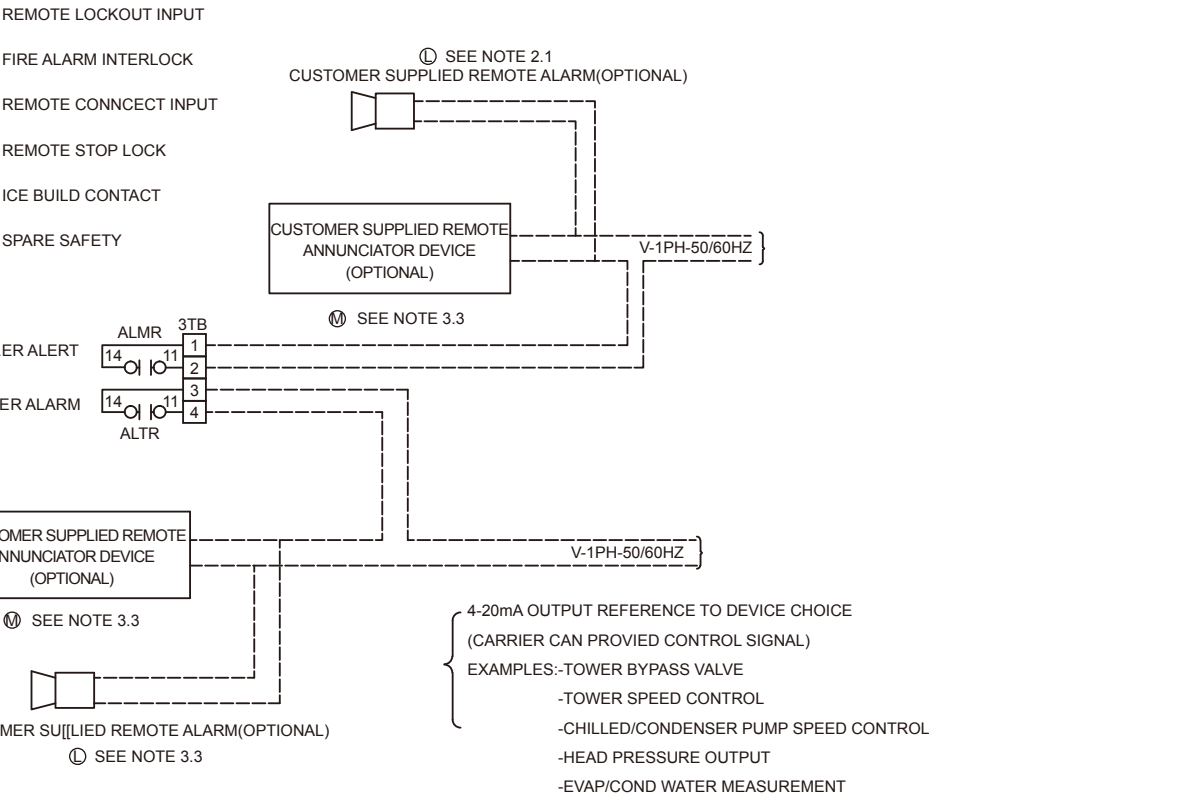 REMOTE LOCKOUT INPUT
FIRE ALARM INTERLOCK
REMOTE CONNCECT INPUT
REMOTE STOP LOCK
ICE BUILD CONTACT
SPARE SAFETY
Ⓛ SEE NOTE 2.1
CUSTOMER SUPPLIED REMOTE ALARM(OPTIONAL)
CUSTOMER SUPPLIED REMOTE
ANNUNCIATOR DEVICE
(OPTIONAL)
V-1PH-50/60HZ
Ⓜ SEE NOTE 3.3
ALMR 3TB
ER ALERT 14 11 1
2
ER ALARM 14 11 3
4
ALTR
OMER SUPPLIED REMOTE
NNUNCIATOR DEVICE
(OPTIONAL)
V-1PH-50/60HZ
Ⓜ SEE NOTE 3.3
MER SU[[LIED REMOTE ALARM(OPTIONAL)
Ⓛ SEE NOTE 3.3
4-20mA OUTPUT REFERENCE TO DEVICE CHOICE
(CARRIER CAN PROVIED CONTROL SIGNAL)
EXAMPLES:-TOWER BYPASS VALVE
-TOWER SPEED CONTROL
-CHILLED/CONDENSER PUMP SPEED CONTROL
-HEAD PRESSURE OUTPUT
-EVAP/COND WATER MEASUREMENT